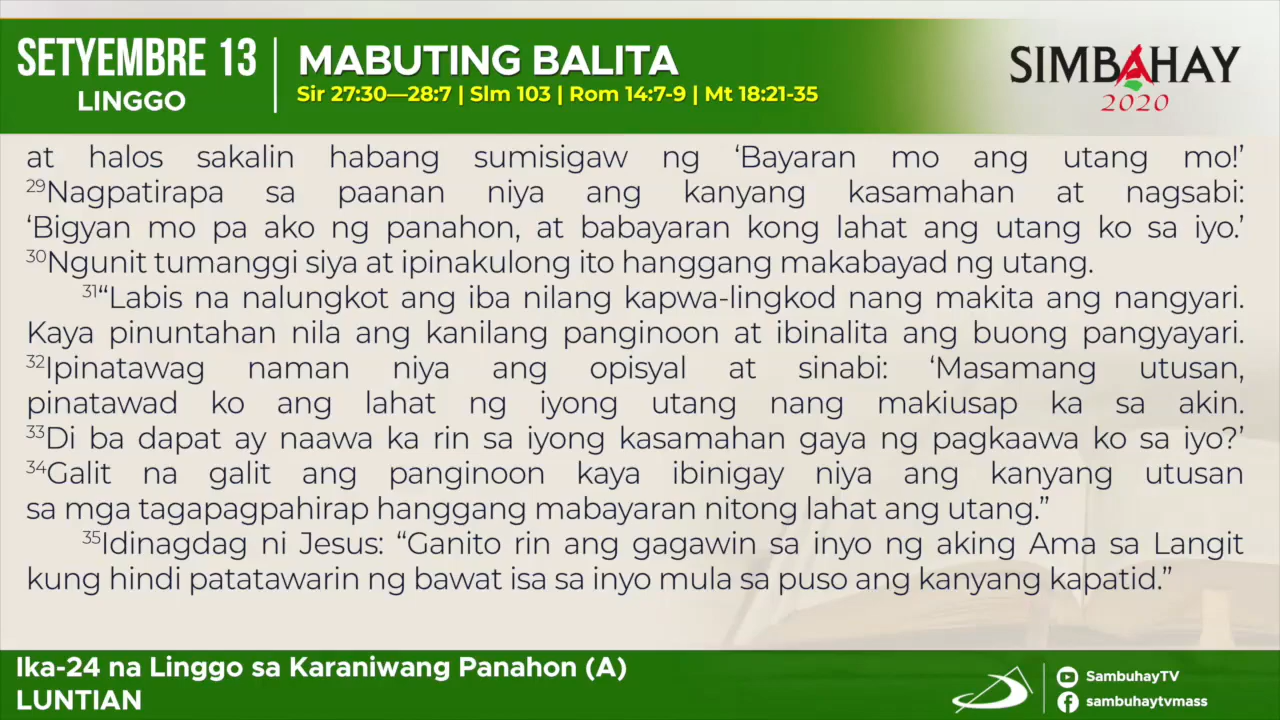 SETYEMBRE 13
LINGGO
MABUTING BALITA
Sir 27:30—28:7 | Slm 103 | Rom 14:7-9 | Mt 18:21-35
SIMBAHAY
2020
at halos sakalin habang sumisigaw ng ‘Bayaran mo ang utang mo!’
29Nagpatirapa sa paanan niya ang kanyang kasamahan at nagsabi:
‘Bigyan mo pa ako ng panahon, at babayaran kong lahat ang utang ko sa iyo.’
30Ngunit tumanggi siya at ipinakulong ito hanggang makabayad ng utang.
31“Labis na nalungkot ang iba nilang kapwa-lingkod nang makita ang nangyari.
Kaya pinuntahan nila ang kanilang panginoon at ibinalita ang buong pangyayari.
32Ipinatawag naman niya ang opisyal at sinabi: ‘Masamang utusan,
pinatawad ko ang lahat ng iyong utang nang makiusap ka sa akin.
33Di ba dapat ay naawa ka rin sa iyong kasamahan gaya ng pagkaawa ko sa iyo?’
34Galit na galit ang panginoon kaya ibinigay niya ang kanyang utusan
sa mga tagapagpahirap hanggang mabayaran nitong lahat ang utang.”
35Idinagdag ni Jesus: “Ganito rin ang gagawin sa inyo ng aking Ama sa Langit
kung hindi patatawarin ng bawat isa sa inyo mula sa puso ang kanyang kapatid.”
Ika-24 na Linggo sa Karaniwang Panahon (A)
LUNTIAN
SambuhayTV
sambuhaytvmass